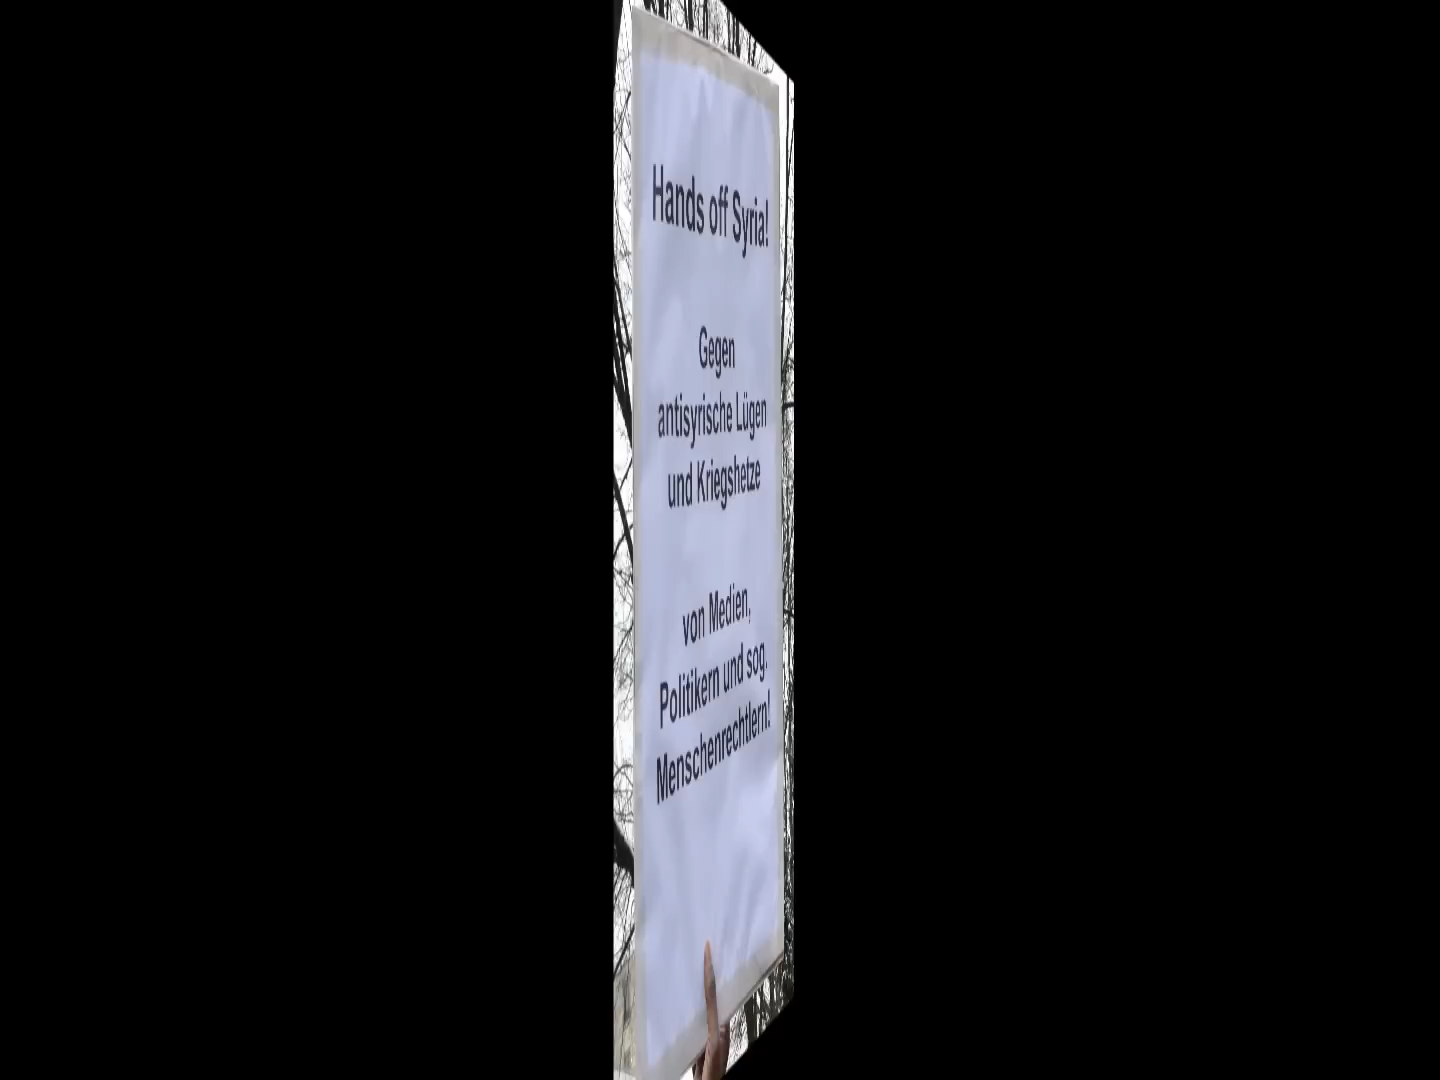 Hands off Syria!
Gegen
antisyrische Lügen
und Kriegshetze
von Medien,
Politikern und sog.
Menschenrechtlern!